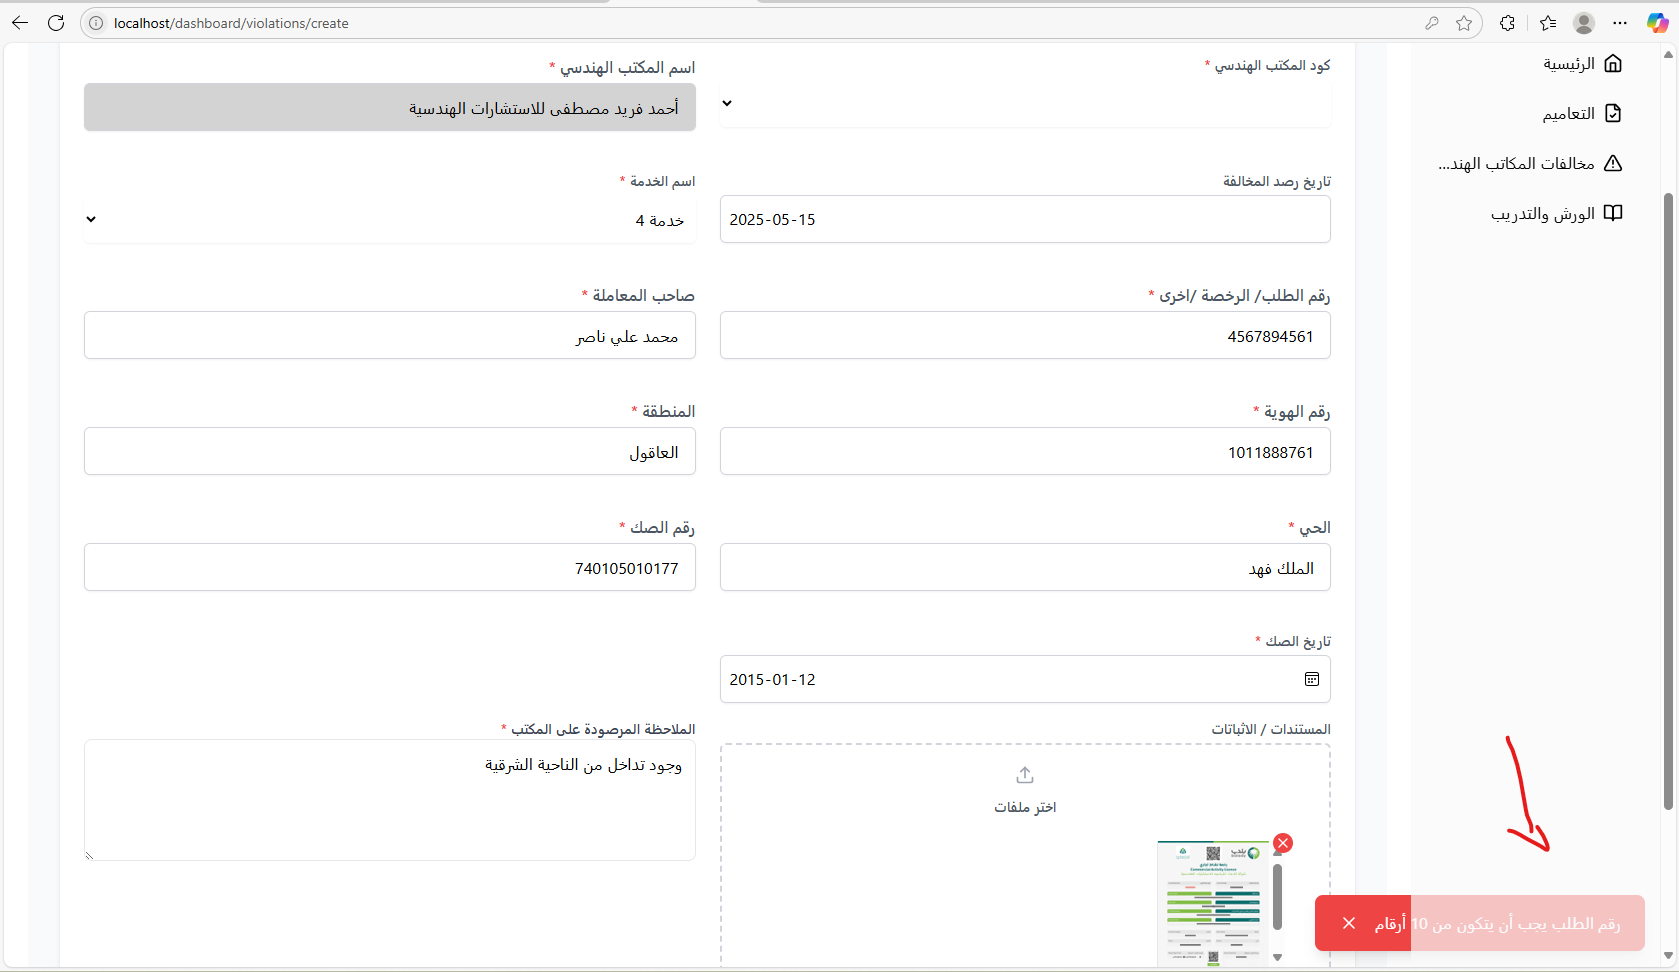 localhost/dashboard/violations/create
الرئيسية
التعاميم
مخالفات المكاتب الهند...
الورش والتدريب
كود المكتب الهندسي *
اسم المكتب الهندسي *
أحمد فريد مصطفى للاستشارات الهندسية
تاريخ رصد المخالفة
2025-05-15
اسم الخدمة *
خدمة 4
رقم الطلب/ الرخصة /اخرى *
4567894561
صاحب المعاملة *
محمد علي ناصر
رقم الهوية *
1011888761
المنطقة *
العاقول
الحي *
الملك فهد
رقم الصك *
740105010177
تاريخ الصك *
2015-01-12
المستندات / الاثباتات
اختر ملفات
الملاحظة المرصودة على المكتب *
وجود تداخل من الناحية الشرقية
رقم الطلب يجب أن يتكون من 10 أرقام